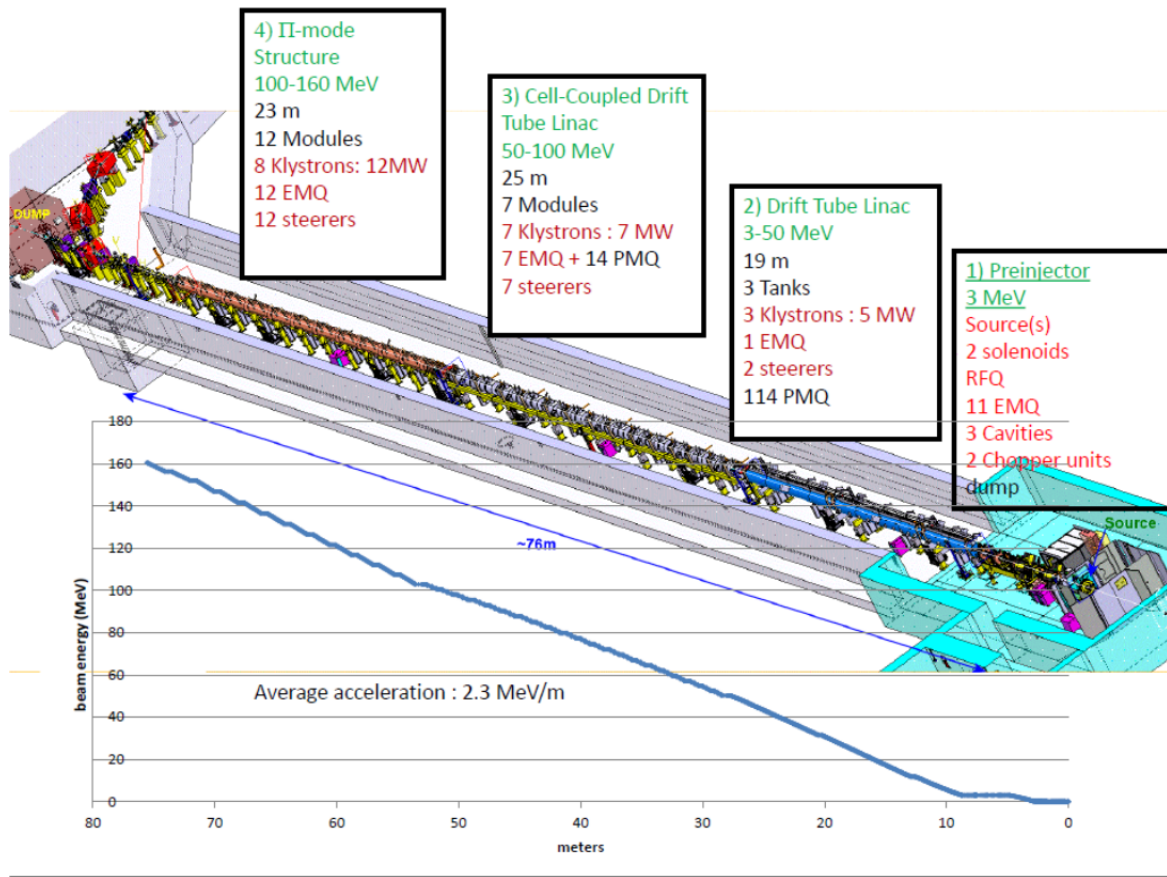 4) Π-mode
Structure
100-160 MeV
23 m
12 Modules
8 Klystrons: 12MW
12 EMQ
12 steerers
3) Cell-Coupled Drift
Tube Linac
50-100 MeV
25 m
7 Modules
7 Klystrons : 7 MW
7 EMQ + 14 PMQ
7 steerers
2) Drift Tube Linac
3-50 MeV
19 m
3 Tanks
3 Klystrons : 5 MW
1 EMQ
2 steerers
114 PMQ
1) Preinjector
3 MeV
Source(s)
2 solenoids
RFQ
11 EMQ
3 Cavities
2 Chopper units
dump
DUMP
Source
~76m
Average acceleration : 2.3 MeV/m
beam energy (MeV)
180
160
140
120
100
80
60
40
20
0
80 70 60 50 40 30 20 10 0
meters